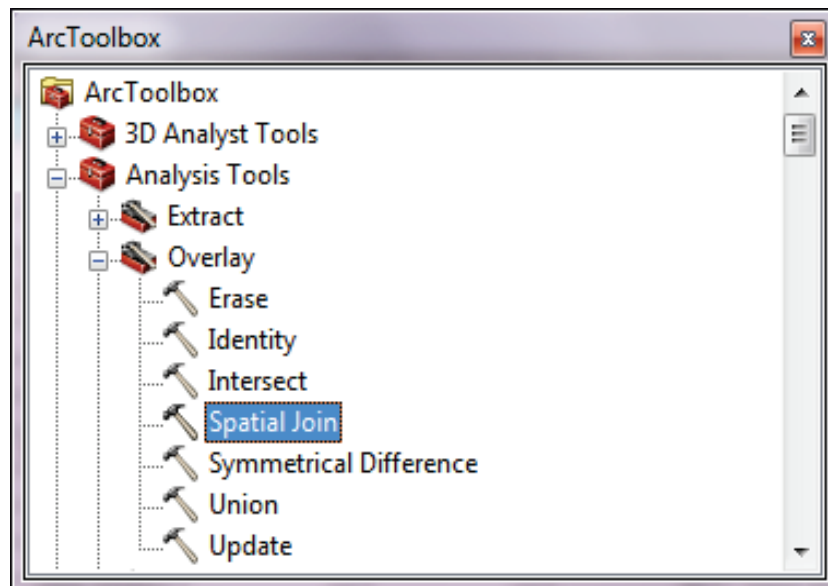 ArcToolbox
ArcToolbox
3D Analyst Tools
Analysis Tools
Extract
Overlay
Erase
Identity
Intersect
Spatial Join
Symmetrical Difference
Union
Update